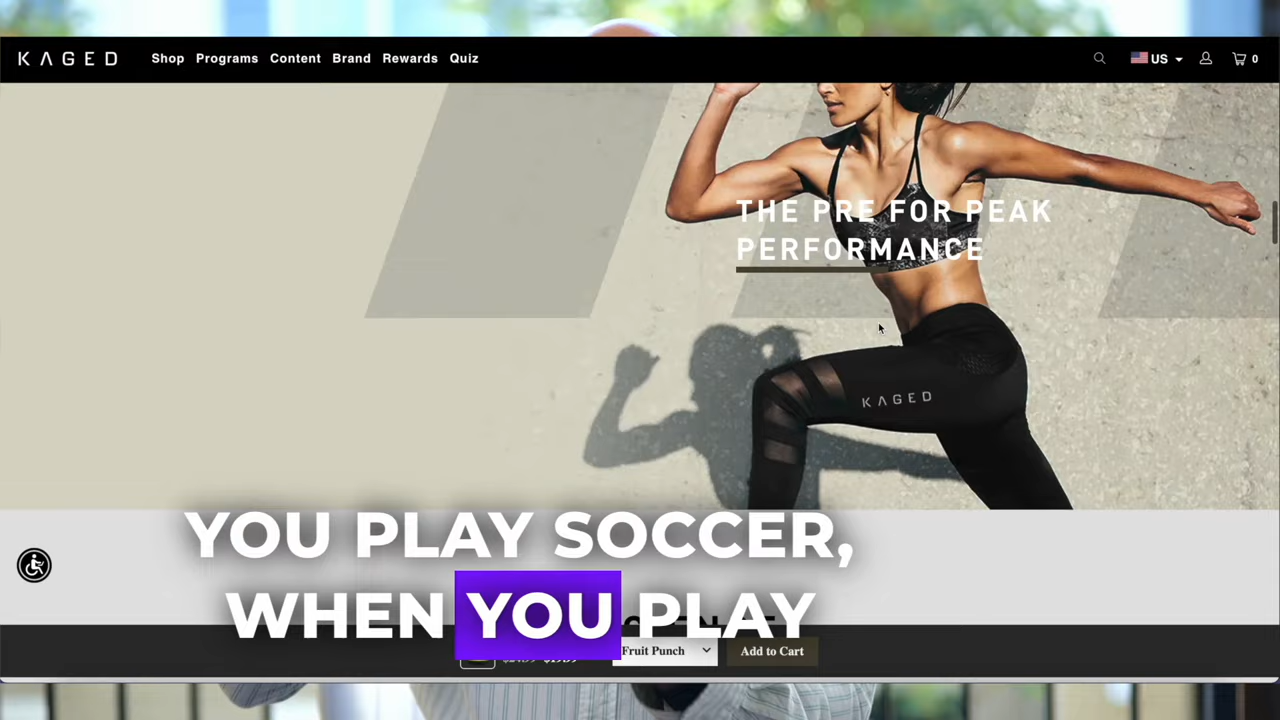 KAGED
Shop Programs Content Brand Rewards Quiz
US
0
THE PRE FOR PEAK
PERFORMANCE
KAGED
YOU PLAY SOCCER,
WHEN YOU PLAY
Fruit Punch
Add to Cart